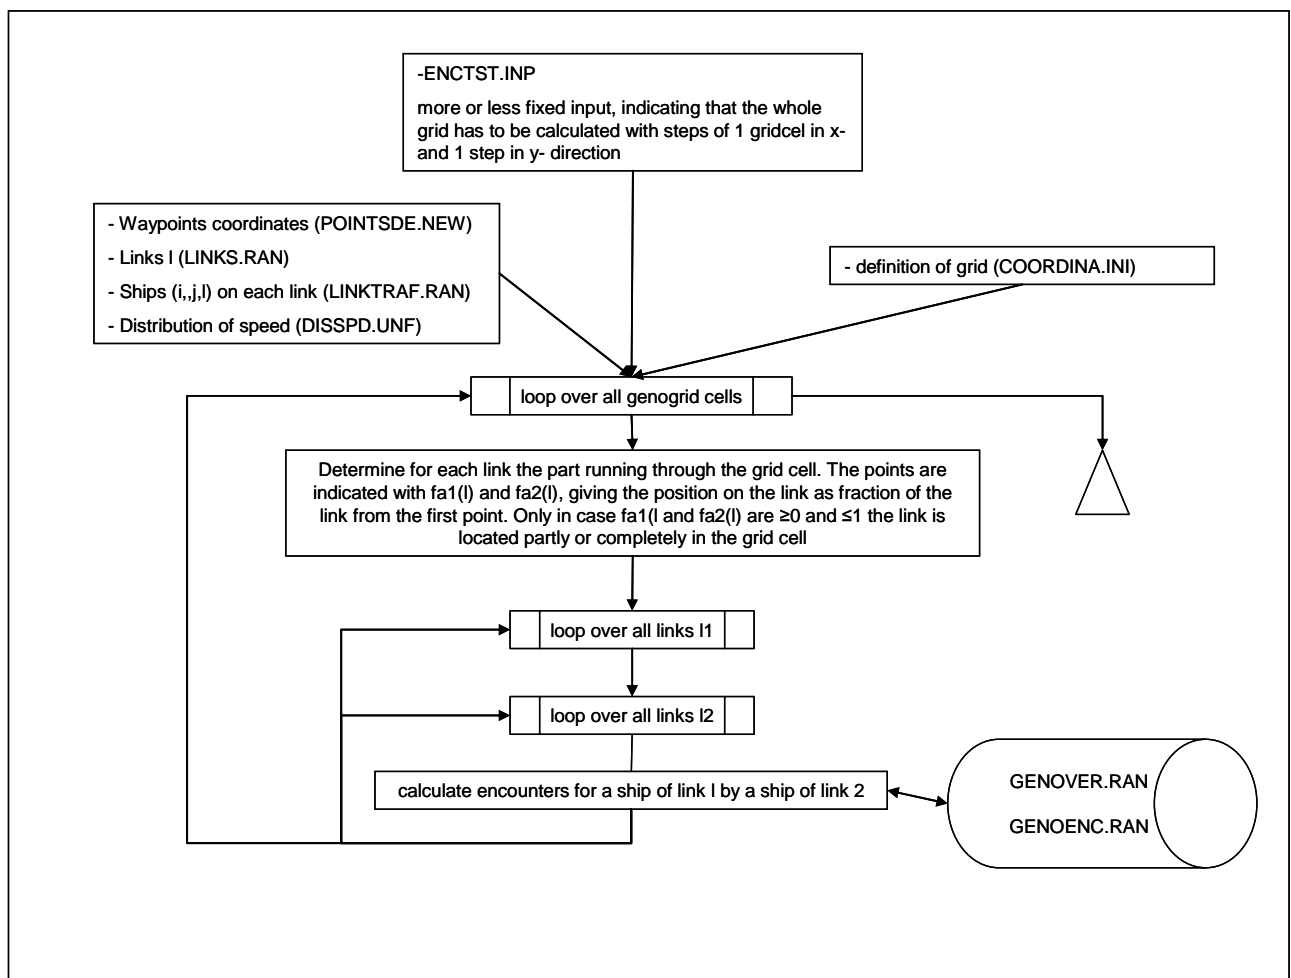 -ENCTST.INP
more or less fixed input, indicating that the whole
grid has to be calculated with steps of 1 gridcel in x-
and 1 step in y- direction
- Waypoints coordinates (POINTSDE.NEW)
- Links l (LINKS.RAN)
- Ships (i,,j,l) on each link (LINKTRAF.RAN)
- Distribution of speed (DISSPD.UNF)
- definition of grid (COORDINA.INI)
loop over all genogrid cells
Determine for each link the part running through the grid cell. The points are
indicated with fa1(l) and fa2(l), giving the position on the link as fraction of the
link from the first point. Only in case fa1(l and fa2(l) are ≥0 and ≤1 the link is
located partly or completely in the grid cell
loop over all links l1
loop over all links l2
calculate encounters for a ship of link l by a ship of link 2
GENOVER.RAN
GENOENC.RAN